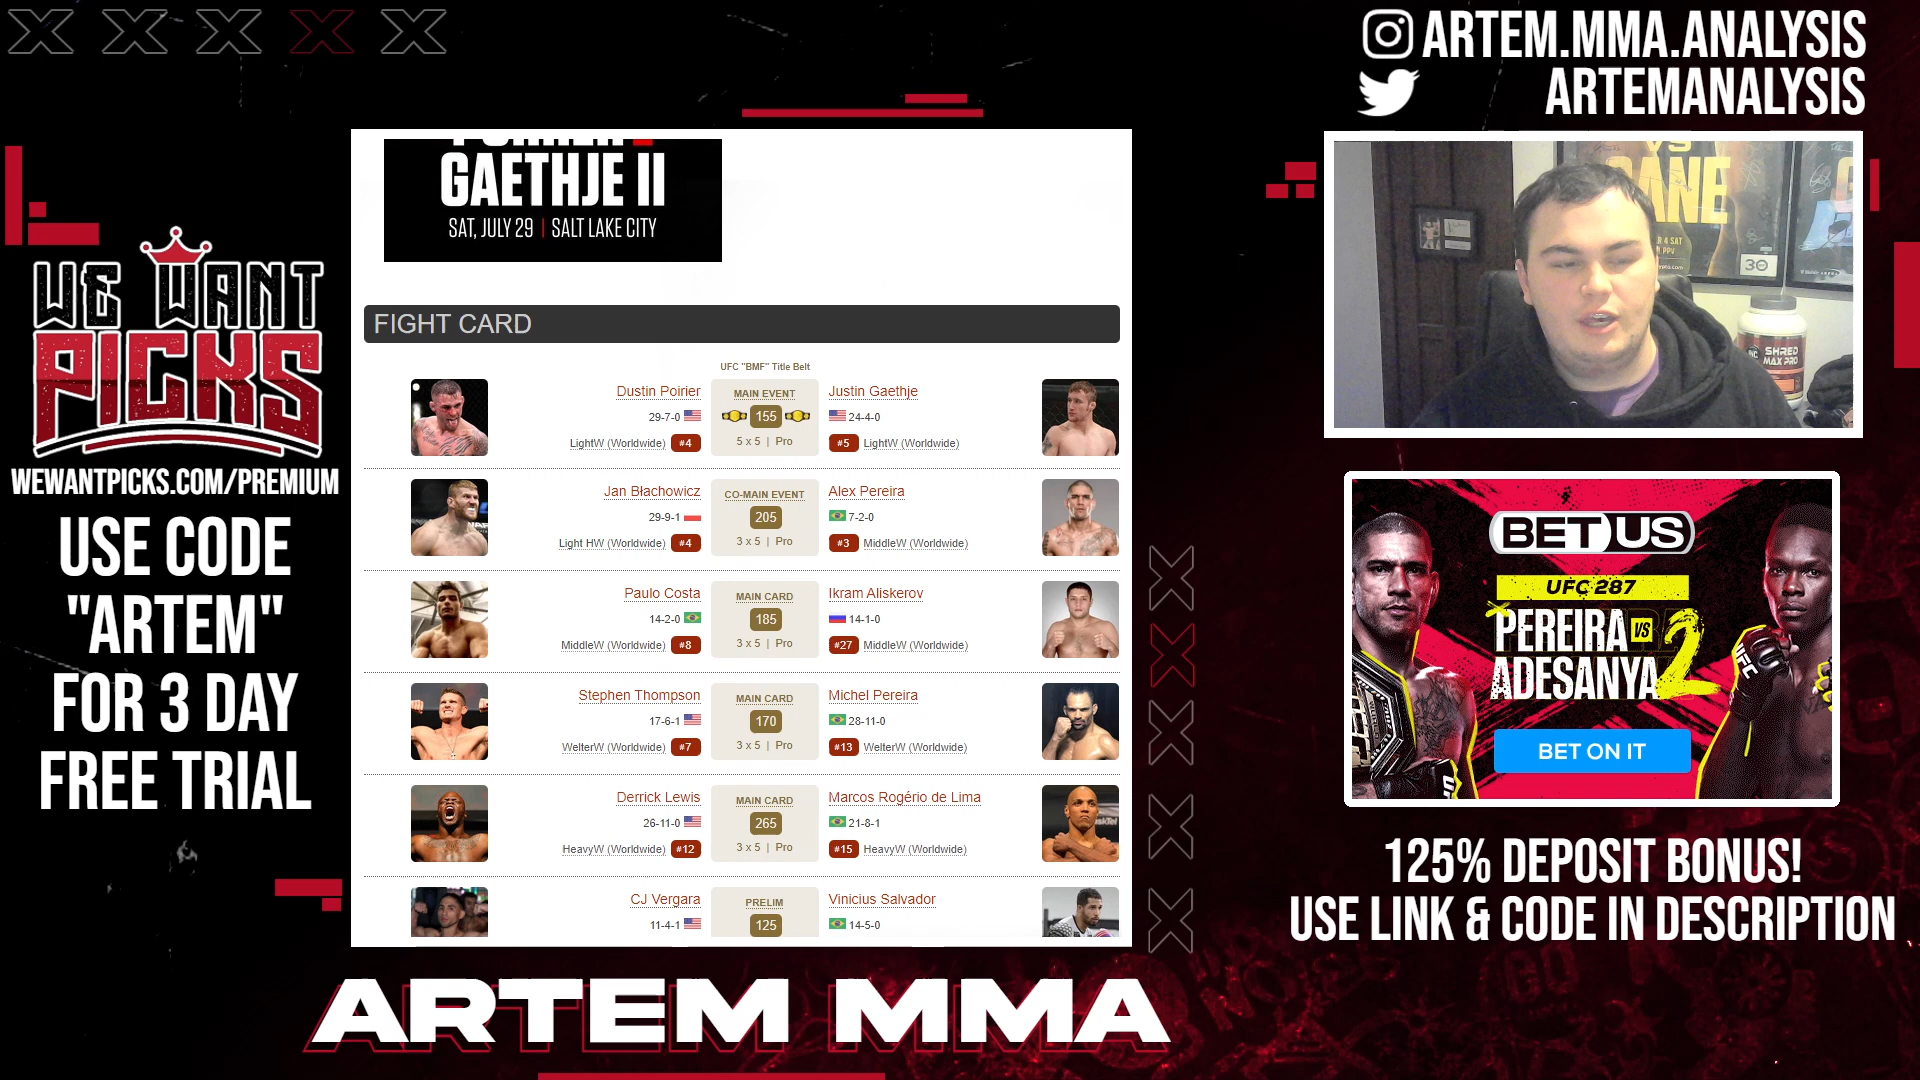 ARTEM.MMA.ANALYSIS
ARTEMANALYSIS
WE WANT
PICKS
WEWANTPICKS.COM/PREMIUM
USE CODE
"ARTEM"
FOR 3 DAY
FREE TRIAL
GAETHJE II
SAT, JULY 29 | SALT LAKE CITY
FIGHT CARD
UFC "BMF" Title Belt
Dustin Poirier MAIN EVENT Justin Gaethje
29-7-0 155 24-4-0
LightW (Worldwide) #4 5 x 5 | Pro #5 LightW (Worldwide)
Jan Błachowicz CO-MAIN EVENT Alex Pereira
29-9-1 205 7-2-0
Light HW (Worldwide) #4 3 x 5 | Pro #3 MiddleW (Worldwide)
Paulo Costa MAIN CARD Ikram Aliskerov
14-2-0 185 14-1-0
MiddleW (Worldwide) #8 3 x 5 | Pro #27 MiddleW (Worldwide)
Stephen Thompson MAIN CARD Michel Pereira
17-6-1 170 28-11-0
WelterW (Worldwide) #7 3 x 5 | Pro #13 WelterW (Worldwide)
Derrick Lewis MAIN CARD Marcos Rogério de Lima
26-11-0 265 21-8-1
HeavyW (Worldwide) #12 3 x 5 | Pro #15 HeavyW (Worldwide)
CJ Vergara PRELIM Vinicius Salvador
11-4-1 125 14-5-0
VS
GANE
SAT
PPV
30
SHRED
MAX PRO
BETUS
UFC 287
PEREIRA VS
ADESANYA 2
UFC
BET ON IT
125% DEPOSIT BONUS!
USE LINK & CODE IN DESCRIPTION
ARTEM MMA